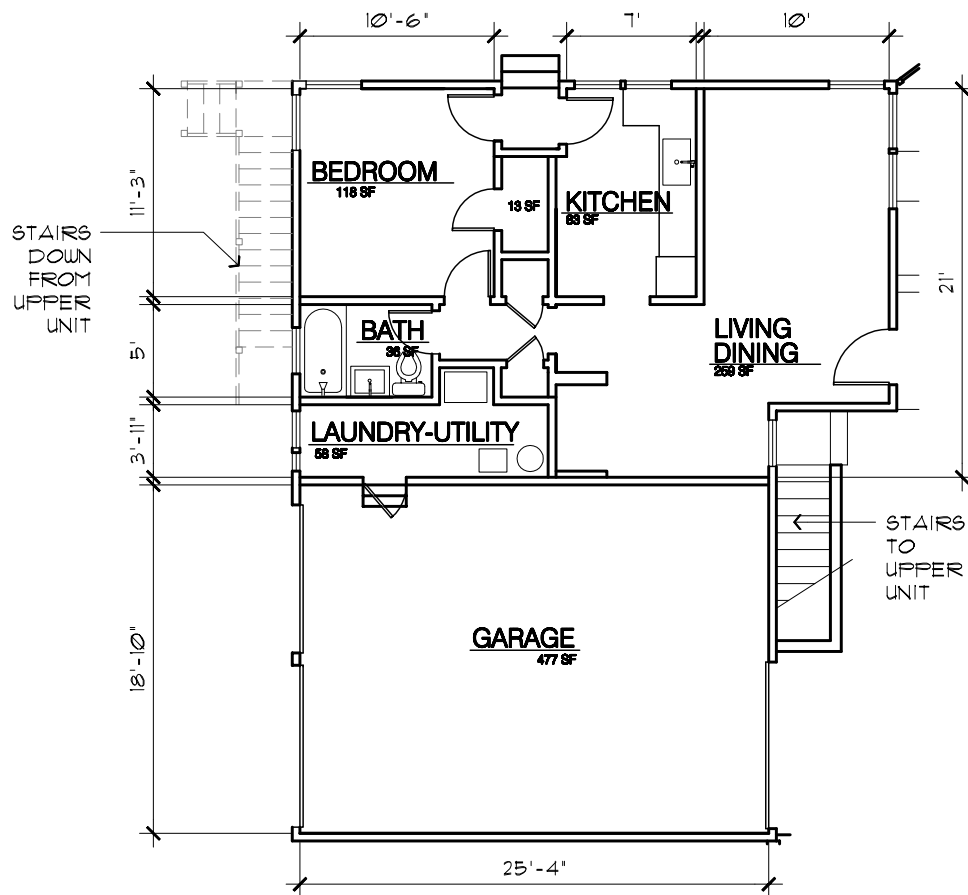 10'-6"
7'
10'
BEDROOM
118 SF
13 SF
KITCHEN
83 SF
11'-3"
STAIRS
DOWN
FROM
UPPER
UNIT
21'
5'
BATH
36 SF
LIVING
DINING
259 SF
3'-11"
LAUNDRY-UTILITY
58 SF
STAIRS
TO
UPPER
UNIT
18'-10"
GARAGE
477 SF
25'-4"